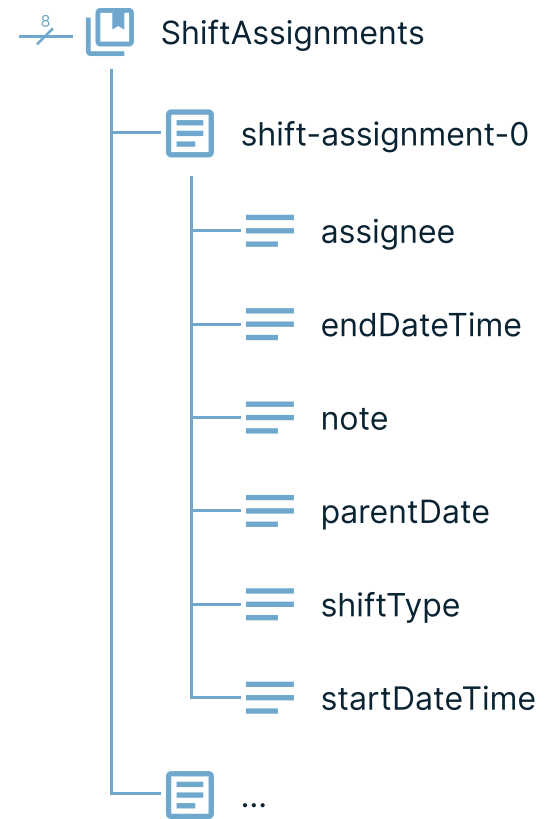 8
ShiftAssignments
shift-assignment-0
assignee
endDateTime
note
parentDate
shiftType
startDateTime
...